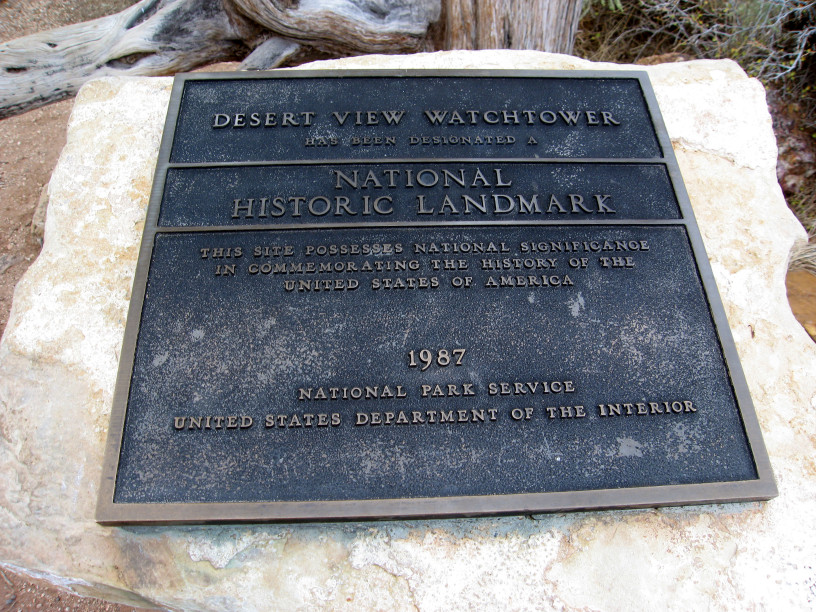 DESERT VIEW WATCHTOWER
HAS BEEN DESIGNATED A
NATIONAL
HISTORIC LANDMARK
THIS SITE POSSESSES NATIONAL SIGNIFICANCE
IN COMMEMORATING THE HISTORY OF THE
UNITED STATES OF AMERICA
1987
NATIONAL PARK SERVICE
UNITED STATES DEPARTMENT OF THE INTERIOR